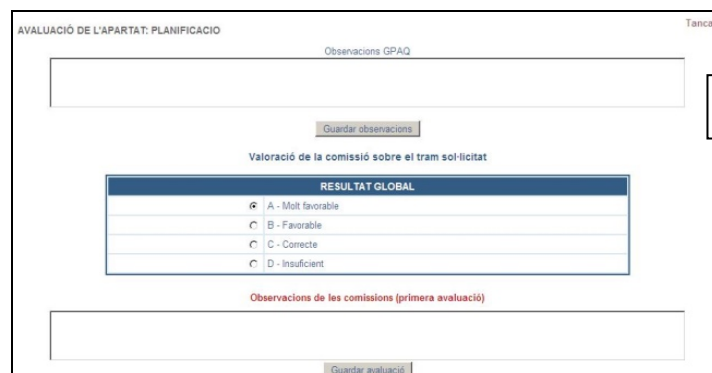 Tanca
AVALUACIÓ DE L'APARTAT: PLANIFICACIO
Observacions GPAQ
Guardar observacions
Valoració de la comissió sobre el tram sol·licitat
RESULTAT GLOBAL
A - Molt favorable
B - Favorable
C - Correcte
D - Insuficient
Observacions de les comissions (primera avaluació)
Guardar avaluació